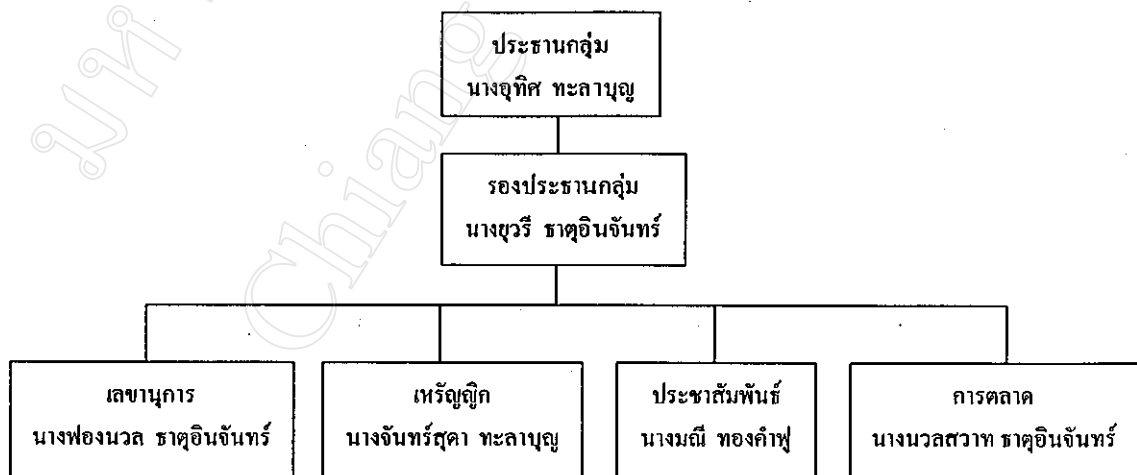 ประธานกลุ่ม
นางอุทิศ ทะลาบุญ
รองประธานกลุ่ม
นางยุวรี ธาตุอินจันทร์
เลขานุการ
นางฟองนวล ธาตุอินจันทร์
เหรัญญิก
นางจันทร์สุดา ทะลาบุญ
ประชาสัมพันธ์
นางมณี ทองคำฟู
การตลาด
นางนวลสวาท ธาตุอินจันทร์
Chiang